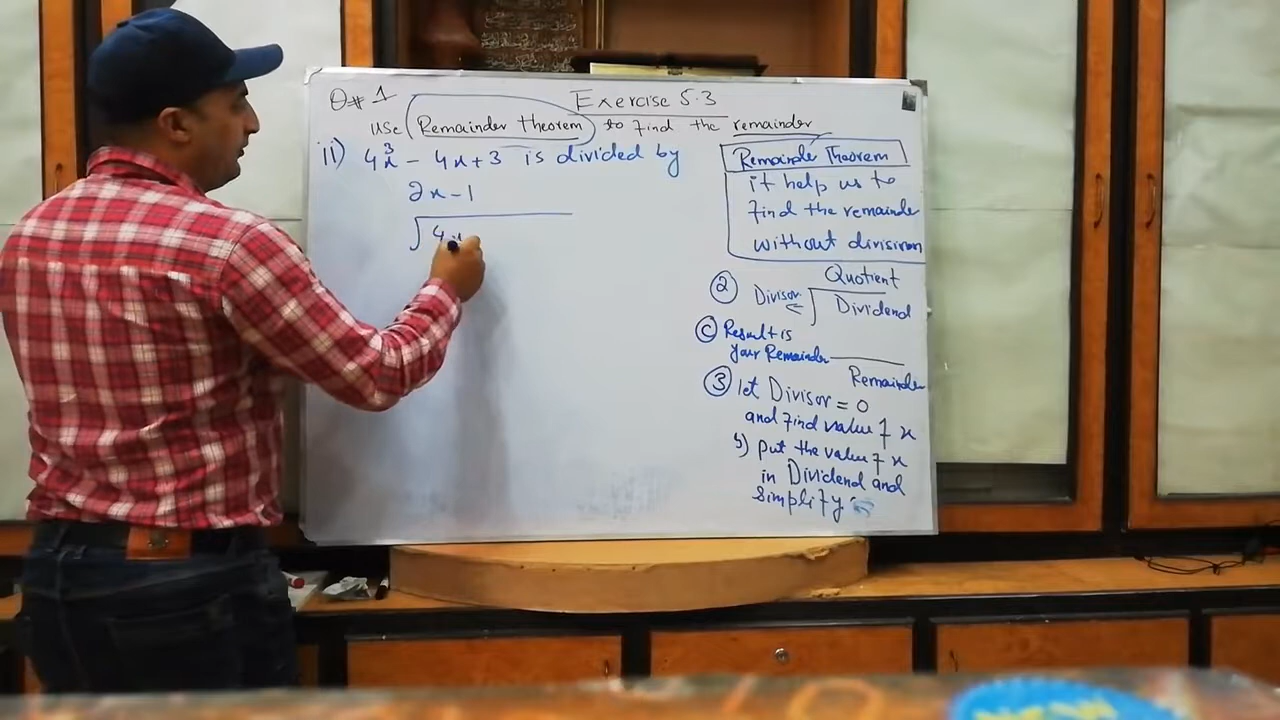 Q#1 Exercise 5.3
use (Remainder theorem) to find the remainder
ii) 4x³ - 4x+3 is divided by
2x-1
4x
Remainder Theorem
it help us to
find the remainder
without division
② Quotient
Divisor Dividend
Ⓒ Result is
your Remainder
Remainder
③ let Divisor = 0
and find value of x
b) put the value of x
in Dividend and
simplify
NEW